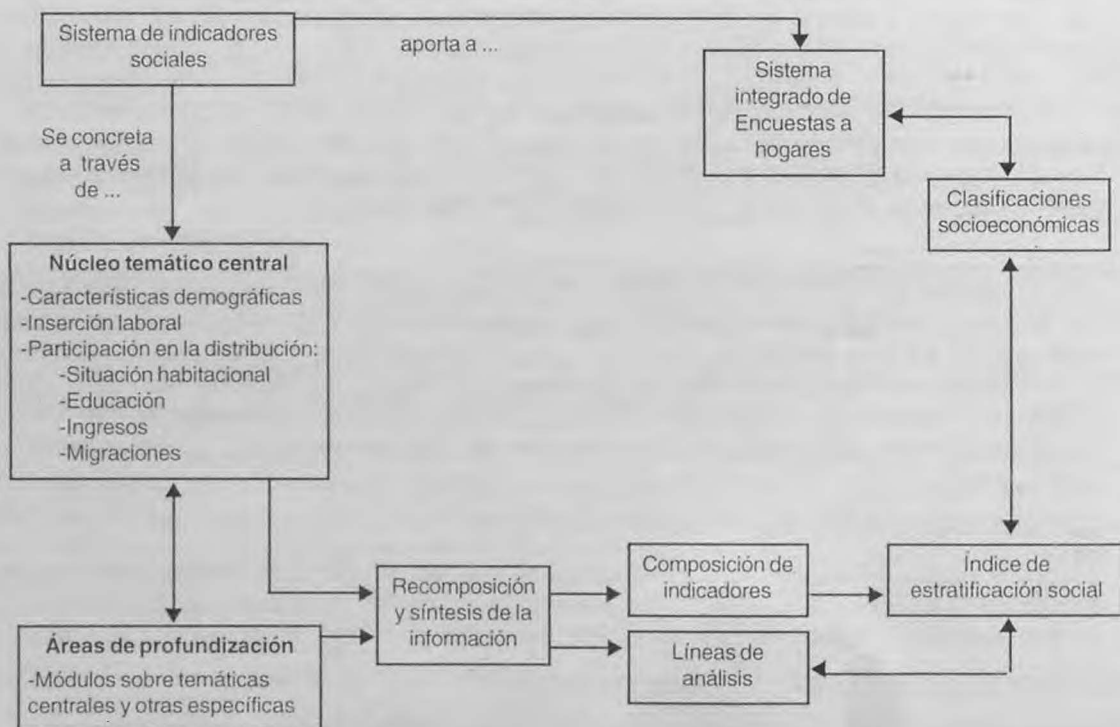 Sistema de indicadores
sociales
aporta a ...
Sistema
integrado de
Encuestas a
hogares
Se concreta
a través
de ...
Clasificaciones
socioeconómicas
Núcleo temático central
-Características demográficas
-Inserción laboral
-Participación en la distribución:
-Situación habitacional
-Educación
-Ingresos
-Migraciones
Recomposición
y síntesis de la
información
Composición de
indicadores
Índice de
estratificación social
Áreas de profundización
-Módulos sobre temáticas
centrales y otras específicas
Líneas de
análisis